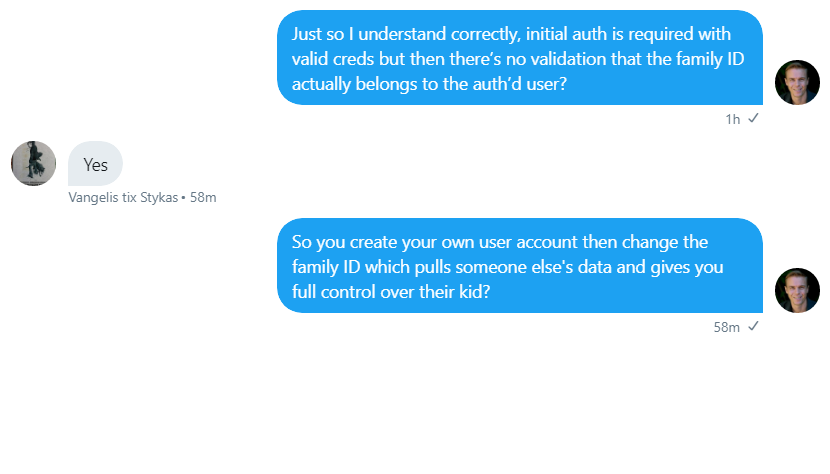 Just so I understand correctly, initial auth is required with
valid creds but then there’s no validation that the family ID
actually belongs to the auth’d user?
1h ✓
Yes
Vangelis tix Stykas • 58m
So you create your own user account then change the
family ID which pulls someone else's data and gives you
full control over their kid?
58m ✓